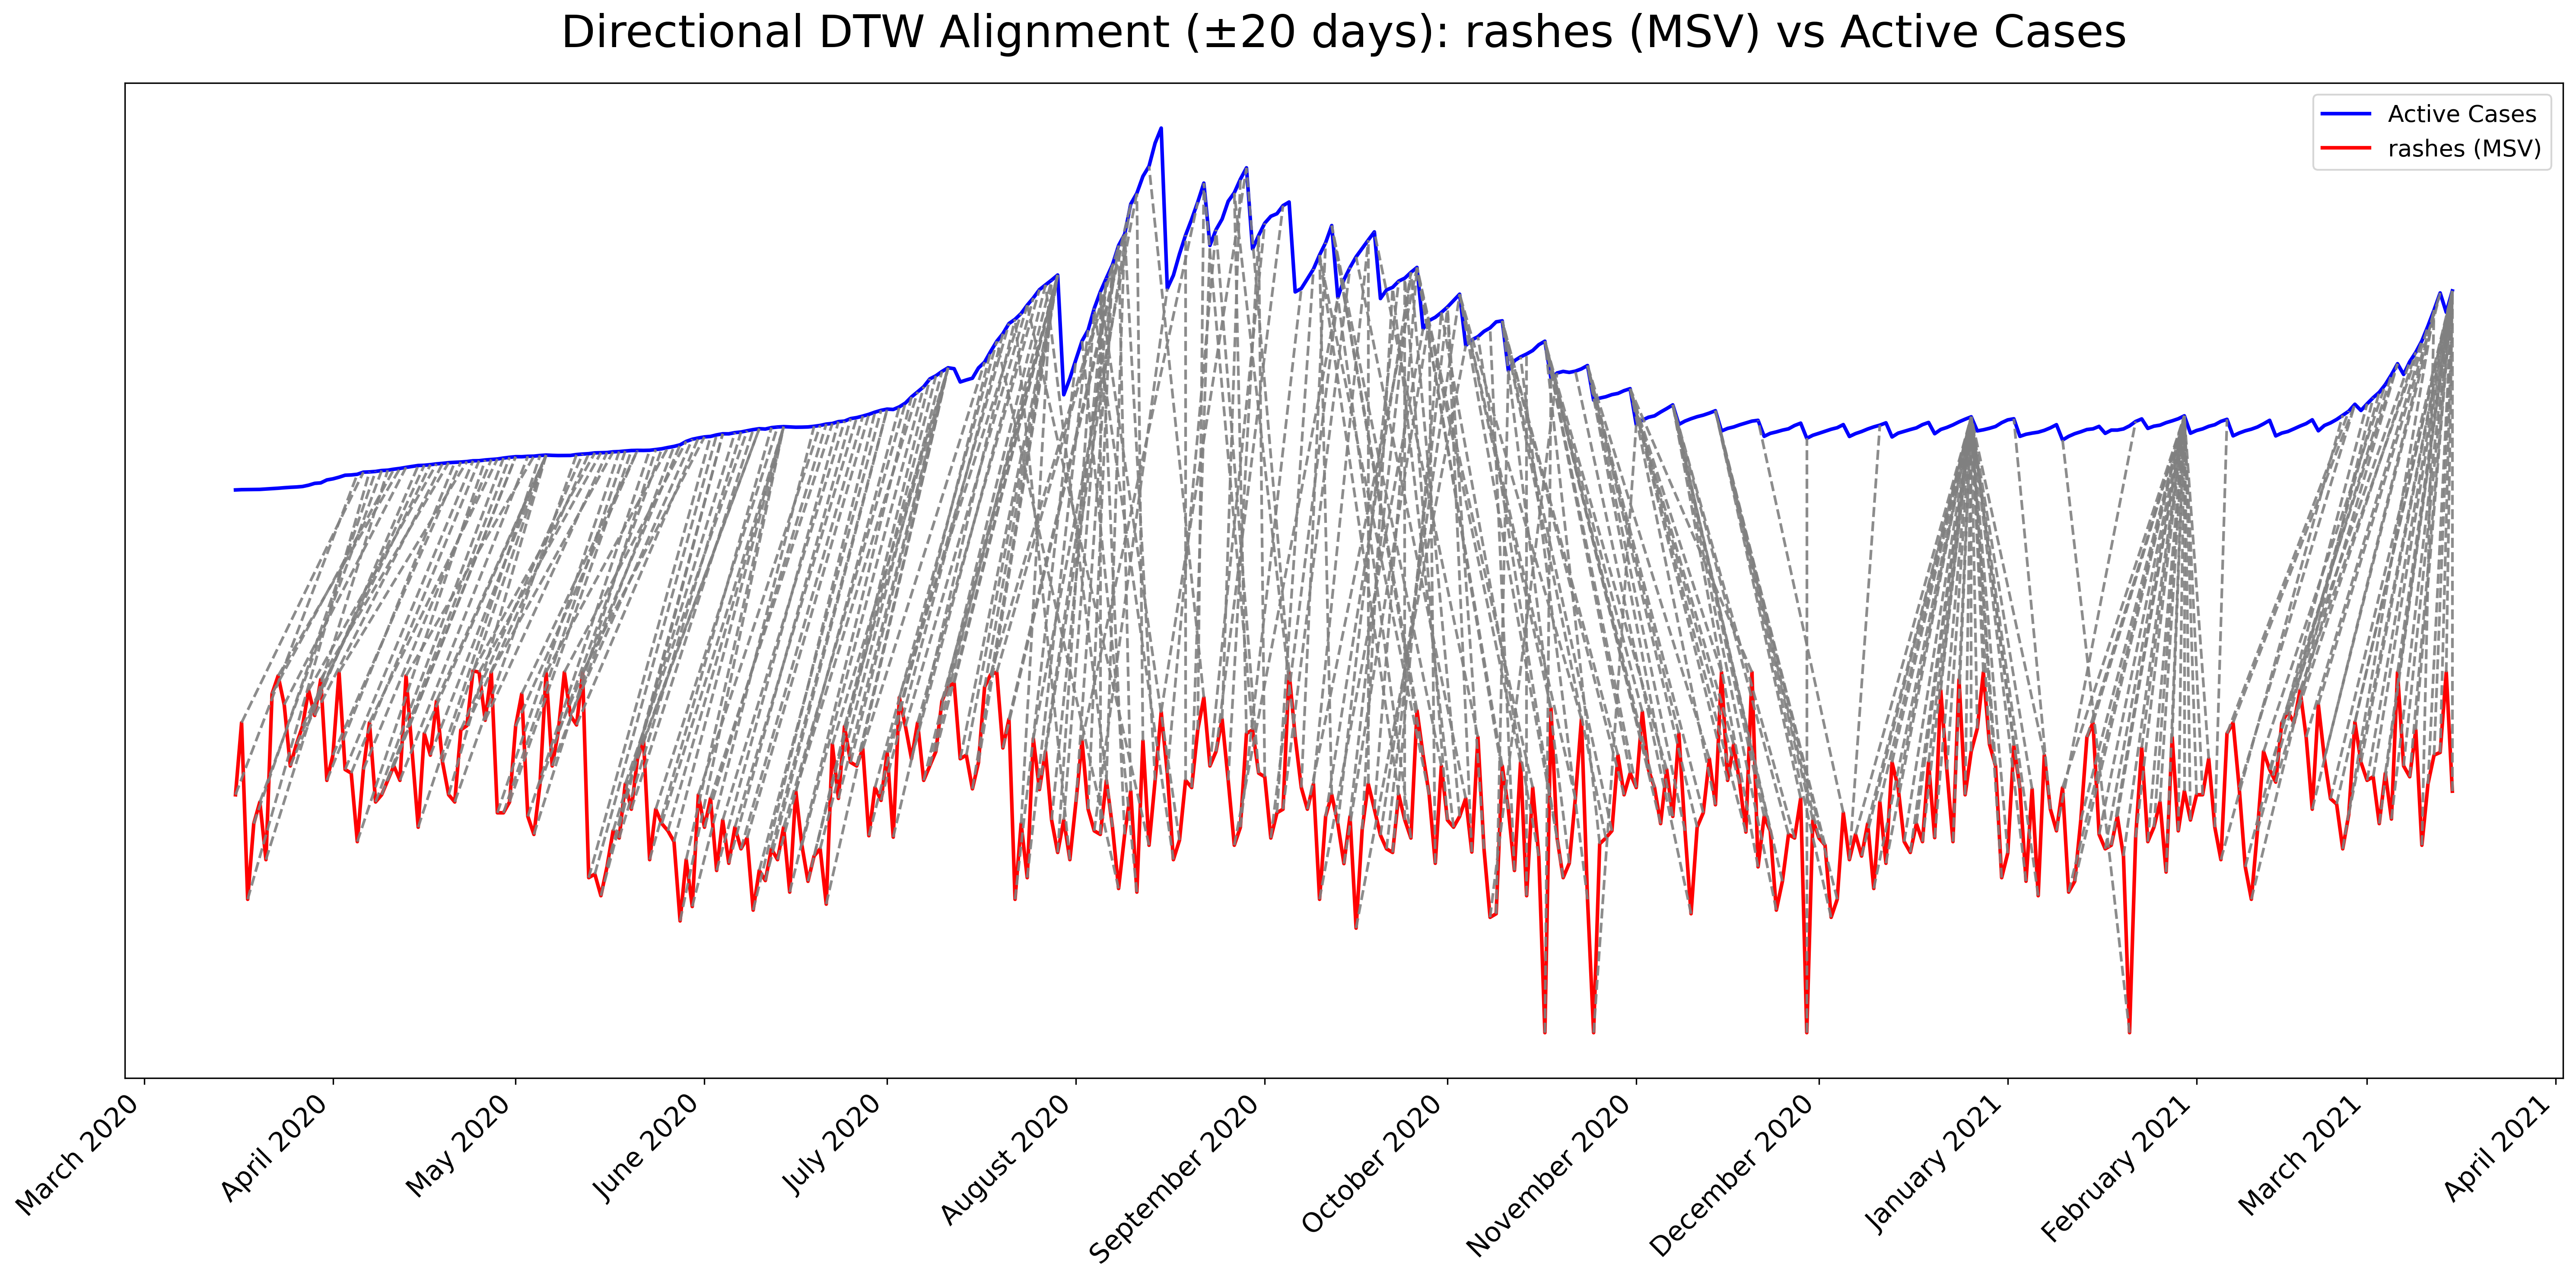 Directional DTW Alignment (±20 days): rashes (MSV) vs Active Cases
Active Cases
rashes (MSV)
March 2020
April 2020
May 2020
June 2020
July 2020
August 2020
September 2020
October 2020
November 2020
December 2020
January 2021
February 2021
March 2021
April 2021